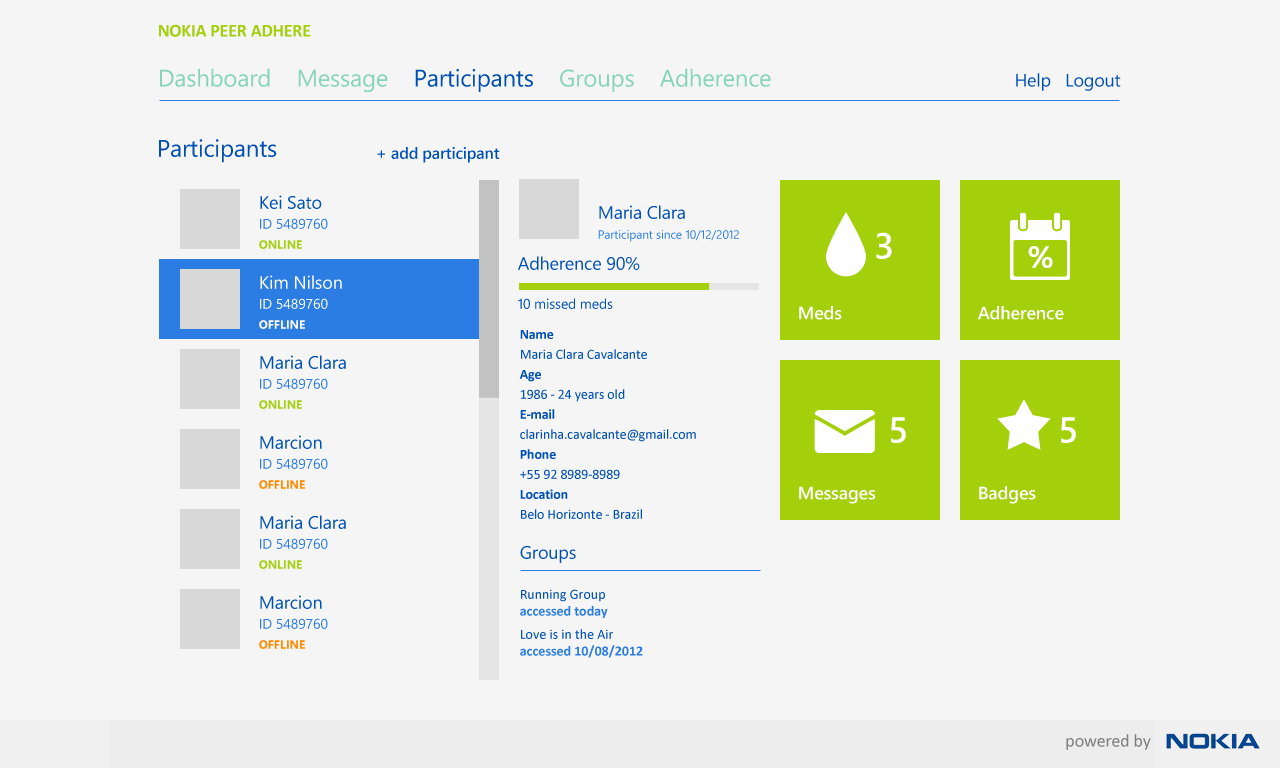 NOKIA PEER ADHERE
Dashboard Message Participants Groups Adherence Help Logout
Participants + add participant
Kei Sato
ID 5489760
ONLINE
Kim Nilson
ID 5489760
OFFLINE
Maria Clara
ID 5489760
ONLINE
Marcion
ID 5489760
OFFLINE
Maria Clara
ID 5489760
ONLINE
Marcion
ID 5489760
OFFLINE
Maria Clara
Participant since 10/12/2012
Adherence 90%
10 missed meds
Name
Maria Clara Cavalcante
Age
1986 - 24 years old
E-mail
clarinha.cavalcante@gmail.com
Phone
+55 92 8989-8989
Location
Belo Horizonte - Brazil
Groups
Running Group
accessed today
Love is in the Air
accessed 10/08/2012
3
Meds
%
Adherence
5
Messages
5
Badges
powered by NOKIA